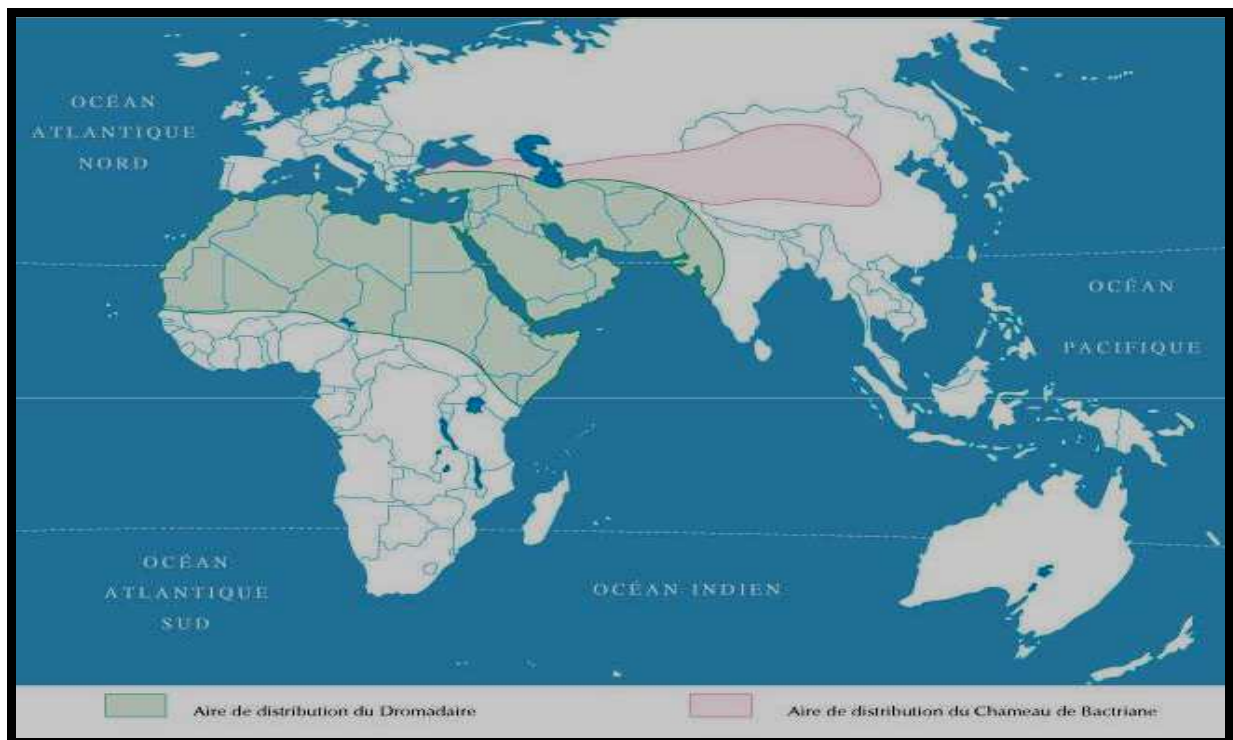 OCÉAN
ATLANTIQUE
NORD
OCÉAN
PACIFIQUE
OCÉAN
ATLANTIQUE
SUD
OCÉAN INDIEN
Aire de distribution du Dromadaire
Aire de distribution du Chameau de Bactriane